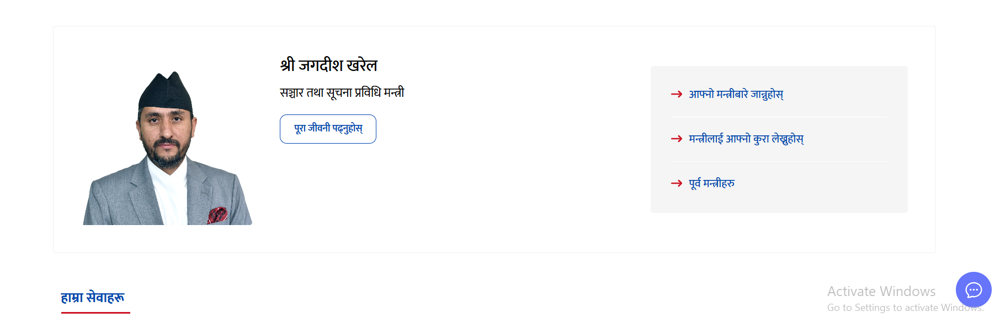 श्री जगदीश खरेल
सञ्चार तथा सूचना प्रविधि मन्त्री
पूरा जीवनी पढ्नुहोस्
आफ्नो मन्त्रीबारे जान्नुहोस्
मन्त्रीलाई आफ्नो कुरा लेख्नुहोस्
पूर्व मन्त्रीहरु
हाम्रा सेवाहरू
Activate Windows
Go to Settings to activate Windows.